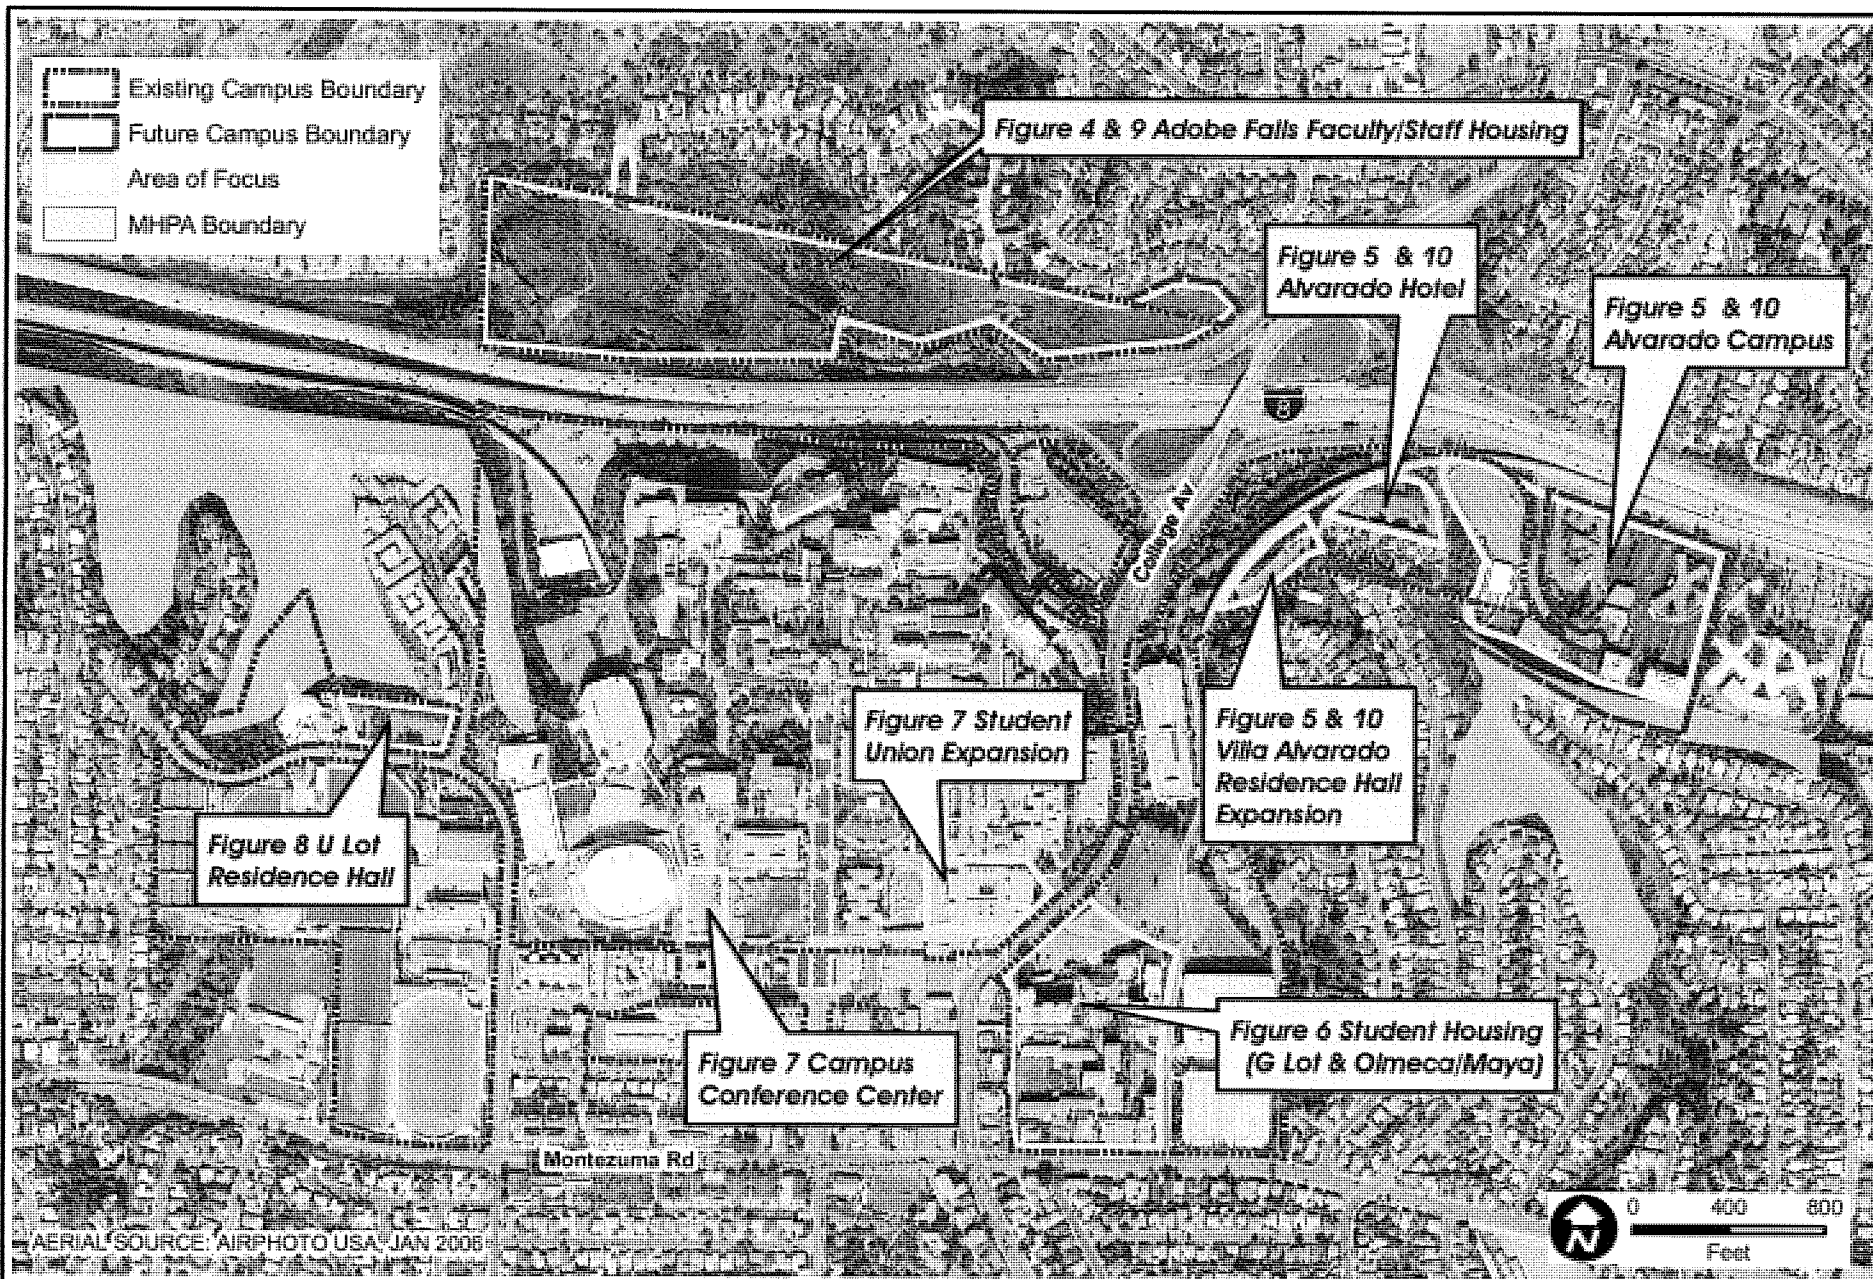 Existing Campus Boundary
Future Campus Boundary
Area of Focus
MHPA Boundary
Figure 4 & 9 Adobe Falls Faculty/Staff Housing
Figure 5 & 10
Alvarado Hotel
Figure 5 & 10
Alvarado Campus
8
College Av
Figure 7 Student
Union Expansion
Figure 5 & 10
Villa Alvarado
Residence Hall
Expansion
Figure 8 U Lot
Residence Hall
Figure 7 Campus
Conference Center
Figure 6 Student Housing
(G Lot & Olmeca/Maya)
Montezuma Rd
AERIAL SOURCE: AIRPHOTO USA, JAN 2006
N
0 400 800
Feet